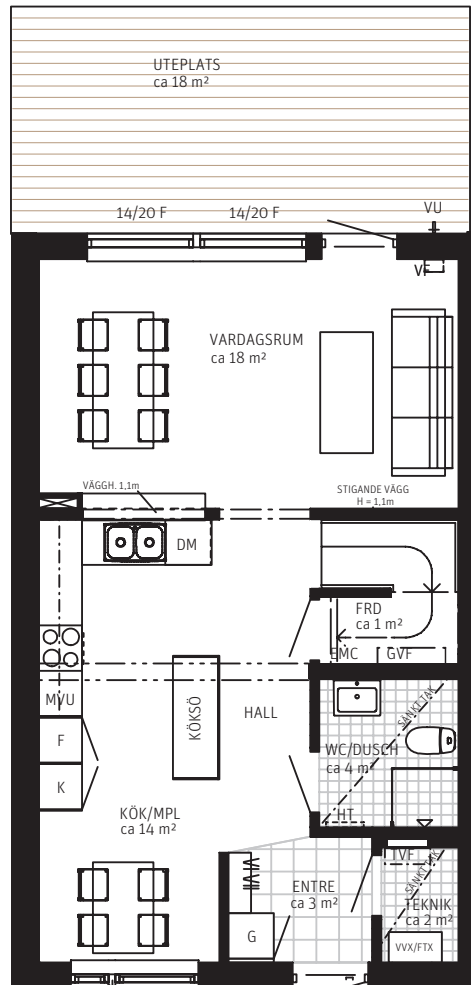 UTEPLATS
ca 18 m²
14/20 F
14/20 F
VU
VF
VARDAGSRUM
ca 18 m²
VÄGGH. 1,1m
STIGANDE VÄGG
H = 1,1m
DM
FRD
ca 1 m²
EMC
GVF
MVU
KÖKSÖ
HALL
SÄNKT TAK
WC/DUSCH
ca 4 m²
F
K
HT
KÖK/MPL
ca 14 m²
TVF
SÄNKT TAK
ENTRE
ca 3 m²
TEKNIK
ca 2 m²
G
VVX/FTX